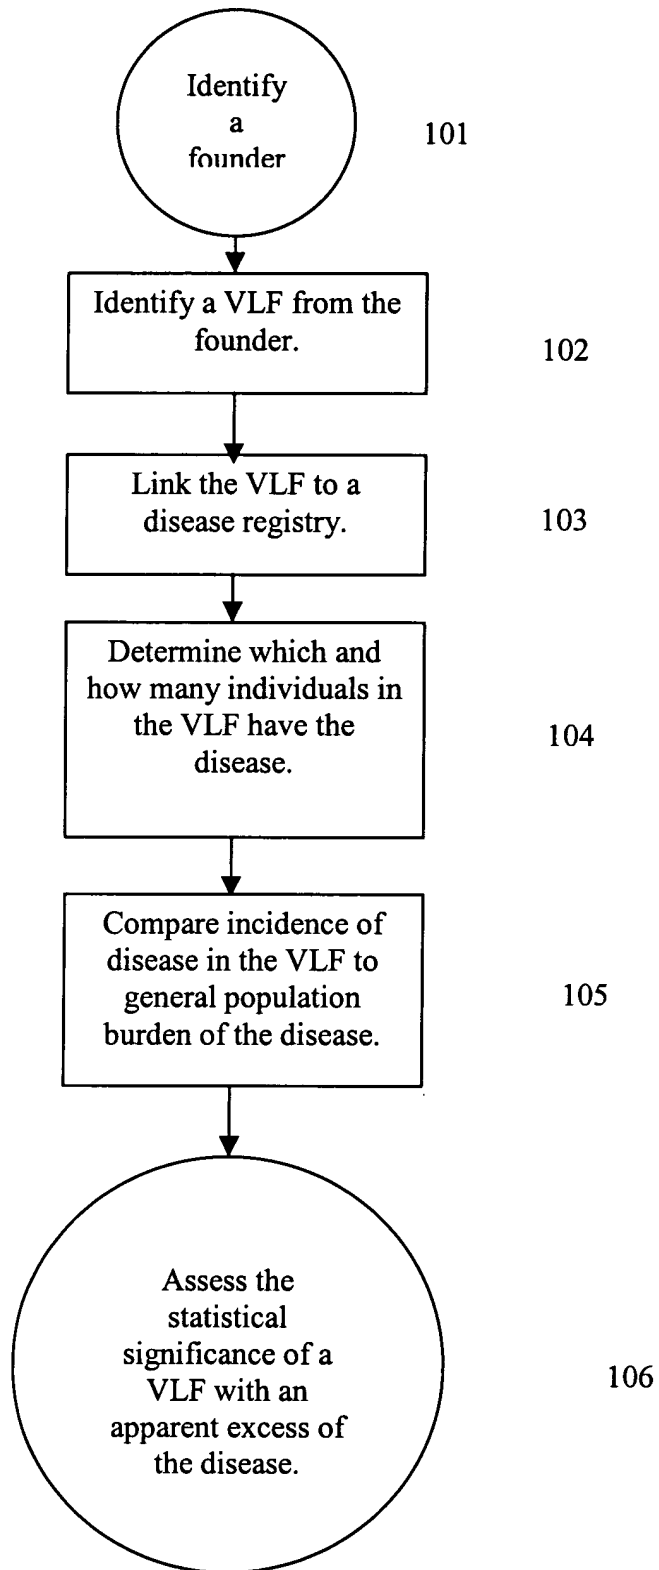 Identify
a
founder
101
Identify a VLF from the
founder.
102
Link the VLF to a
disease registry.
103
Determine which and
how many individuals in
the VLF have the
disease.
104
Compare incidence of
disease in the VLF to
general population
burden of the disease.
105
Assess the
statistical
significance of a
VLF with an
apparent excess of
the disease.
106